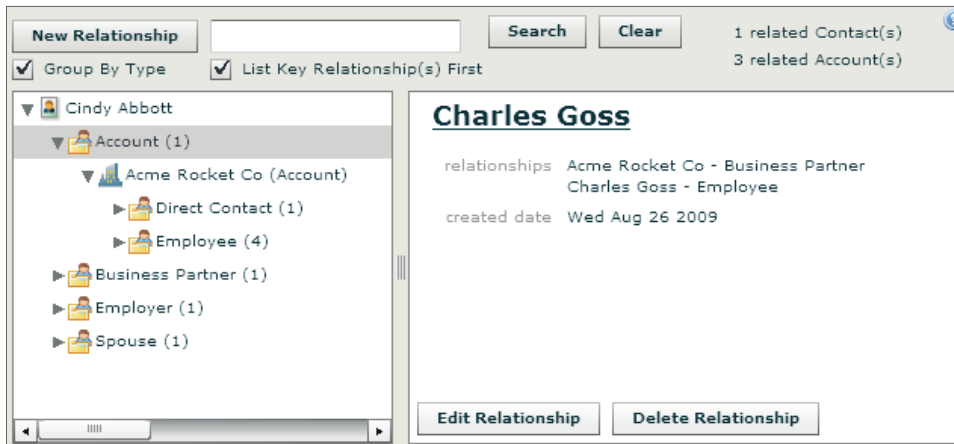 New Relationship
Search
Clear
1 related Contact(s)
3 related Account(s)
Group By Type
List Key Relationship(s) First
Cindy Abbott
Account (1)
Acme Rocket Co (Account)
Direct Contact (1)
Employee (4)
Business Partner (1)
Employer (1)
Spouse (1)
Charles Goss
relationships Acme Rocket Co - Business Partner
Charles Goss - Employee
created date Wed Aug 26 2009
Edit Relationship
Delete Relationship